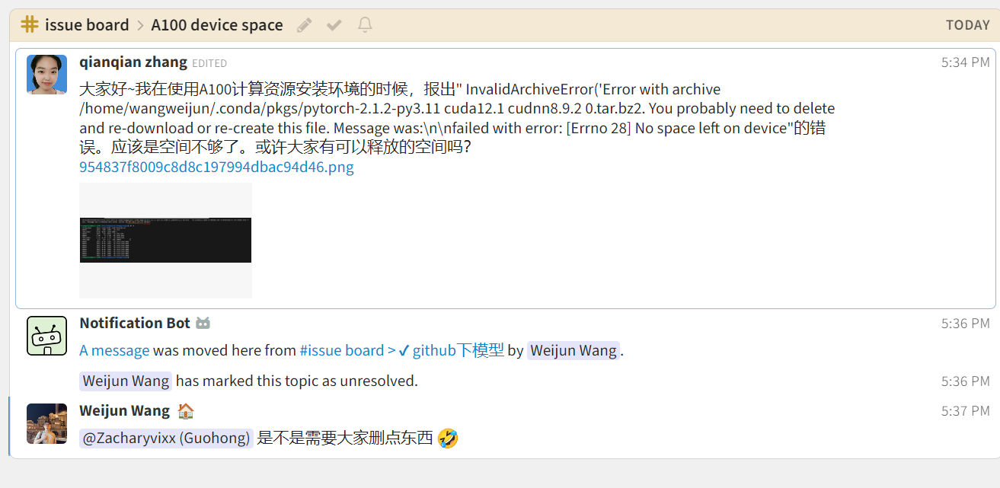 issue board > A100 device space
TODAY
qianqian zhang EDITED
5:34 PM
大家好~我在使用A100计算资源安装环境的时候，报出" InvalidArchiveError('Error with archive
/home/wangweijun/.conda/pkgs/pytorch-2.1.2-py3.11 cuda12.1 cudnn8.9.2 0.tar.bz2. You probably need to delete
and re-download or re-create this file. Message was:\n\nfailed with error: [Errno 28] No space left on device"的错
误。应该是空间不够了。或许大家有可以释放的空间吗？
954837f8009c8d8c197994dbac94d46.png
Notification Bot
5:36 PM
A message was moved here from #issue board > ✔ github下模型 by Weijun Wang.
Weijun Wang has marked this topic as unresolved.
5:36 PM
Weijun Wang
5:37 PM
@Zacharyvixx (Guohong) 是不是需要大家删点东西 🤣